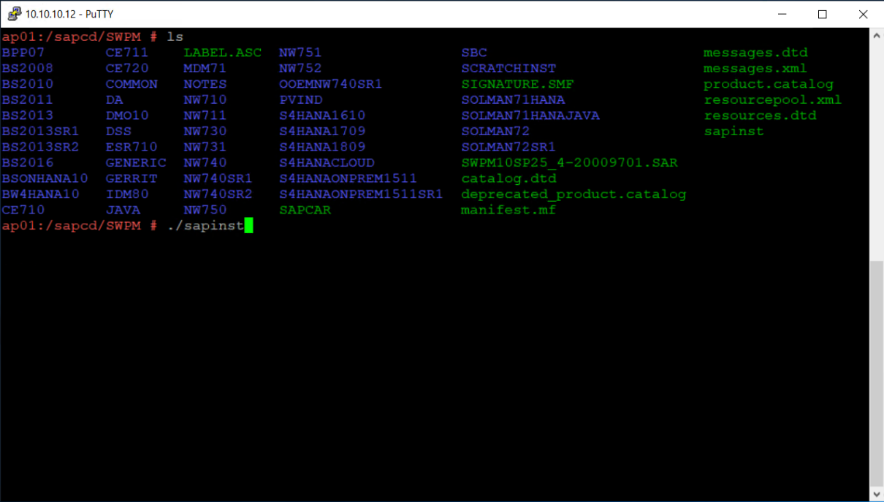 10.10.10.12 - PuTTY
ap01:/sapcd/SWPM # ls
BPP07 CE711 LABEL.ASC NW751 SBC messages.dtd
BS2008 CE720 MDM71 NW752 SCRATCHINST messages.xml
BS2010 COMMON NOTES OOEMNW740SR1 SIGNATURE.SMF product.catalog
BS2011 DA NW710 PVIND SOLMAN71HANA resourcepool.xml
BS2013 DMO10 NW711 S4HANA1610 SOLMAN71HANAJAVA resources.dtd
BS2013SR1 DSS NW730 S4HANA1709 SOLMAN72 sapinst
BS2013SR2 ESR710 NW731 S4HANA1809 SOLMAN72SR1
BS2016 GENERIC NW740 S4HANACLOUD SWPM10SP25_4-20009701.SAR
BSONHANA10 GERRIT NW740SR1 S4HANAONPREM1511 catalog.dtd
BW4HANA10 IDM80 NW740SR2 S4HANAONPREM1511SR1 deprecated_product.catalog
CE710 JAVA NW750 SAPCAR manifest.mf
ap01:/sapcd/SWPM # ./sapinst